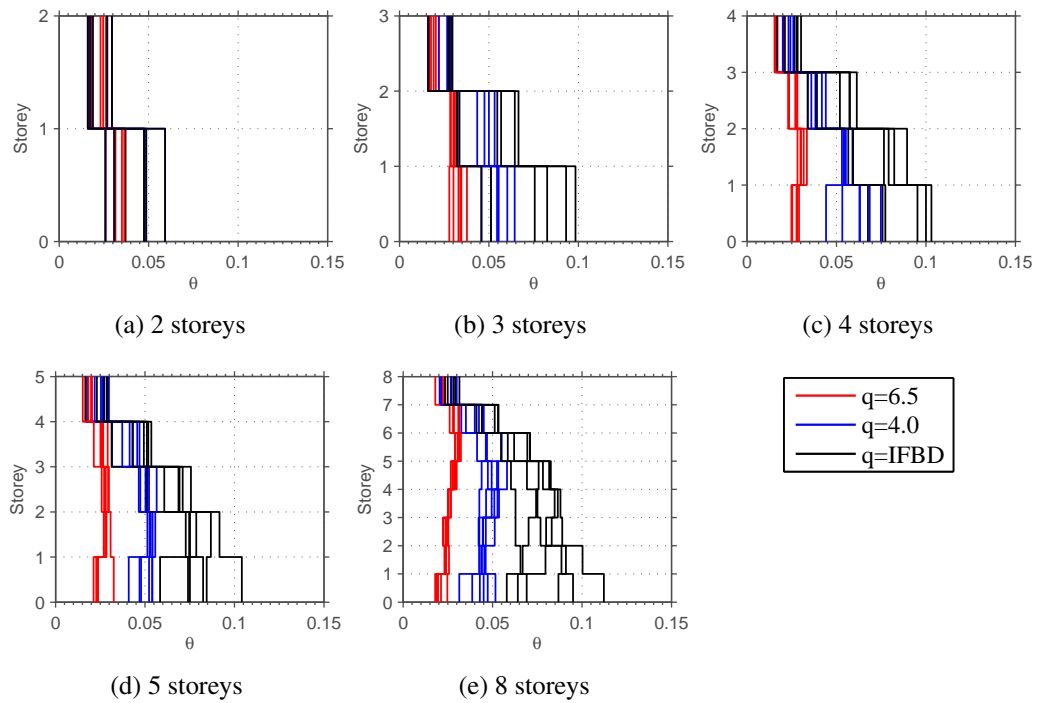 2
1
0
Storey
0 0.05 0.1 0.15
θ
(a) 2 storeys
3
2
1
0
Storey
0 0.05 0.1 0.15
θ
(b) 3 storeys
4
3
2
1
0
Storey
0 0.05 0.1 0.15
θ
(c) 4 storeys
5
4
3
2
1
0
Storey
0 0.05 0.1 0.15
θ
(d) 5 storeys
8
7
6
5
4
3
2
1
0
Storey
0 0.05 0.1 0.15
θ
(e) 8 storeys
q=6.5
q=4.0
q=IFBD